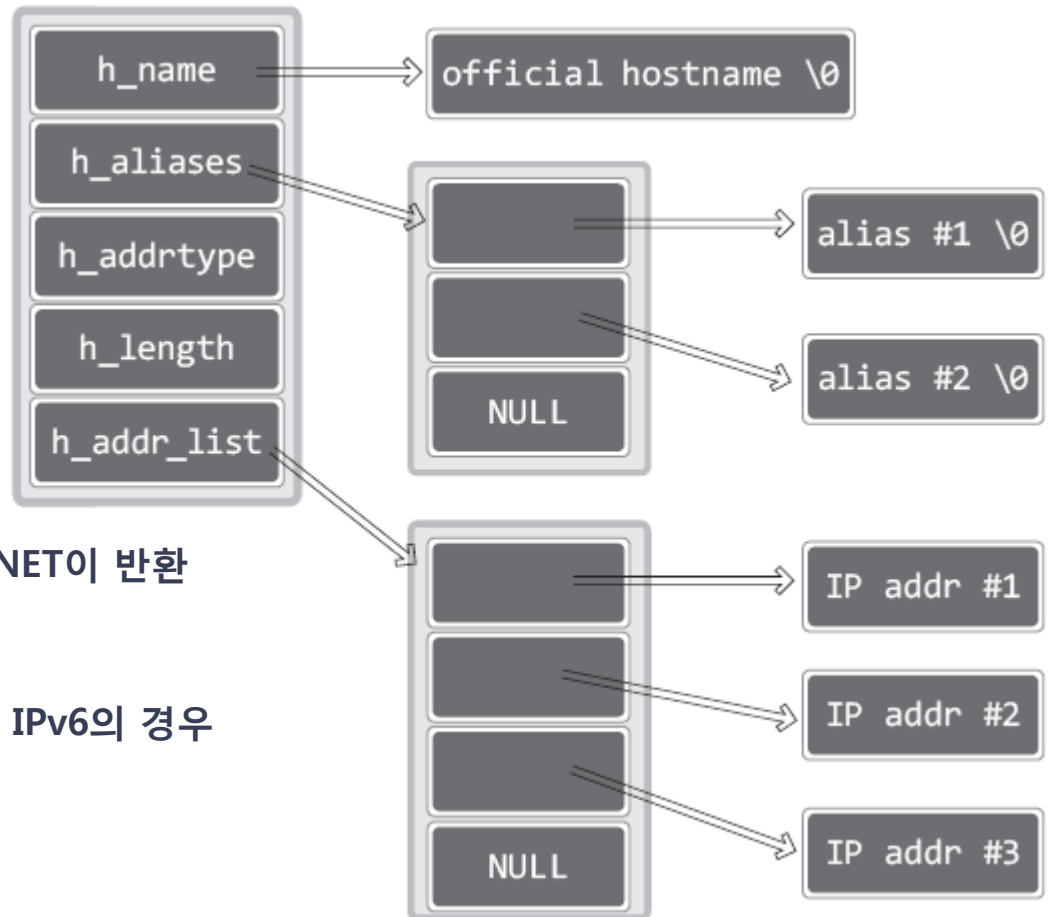 h_name
official hostname \0
h_aliases
h_addrtype
h_length
h_addr_list
alias #1 \0
alias #2 \0
NULL
NET이 반환
IPv6의 경우
IP addr #1
IP addr #2
IP addr #3
NULL